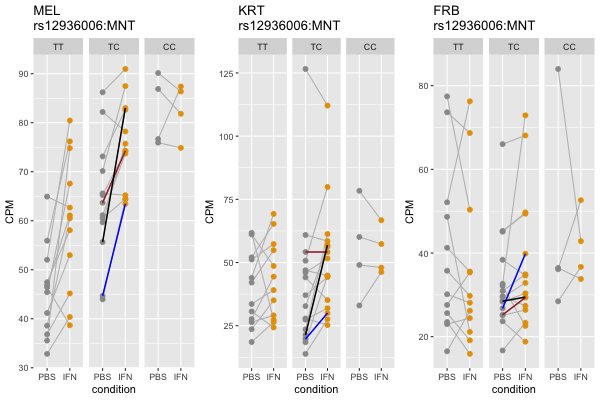 MEL
rs12936006:MNT
TT TC CC
CPM
90
80
70
60
50
40
30
PBS IFN PBS IFN PBS IFN
condition
KRT
rs12936006:MNT
TT TC CC
CPM
125
100
75
50
25
PBS IFN PBS IFN PBS IFN
condition
FRB
rs12936006:MNT
TT TC CC
CPM
80
60
40
20
PBS IFN PBS IFN PBS IFN
condition